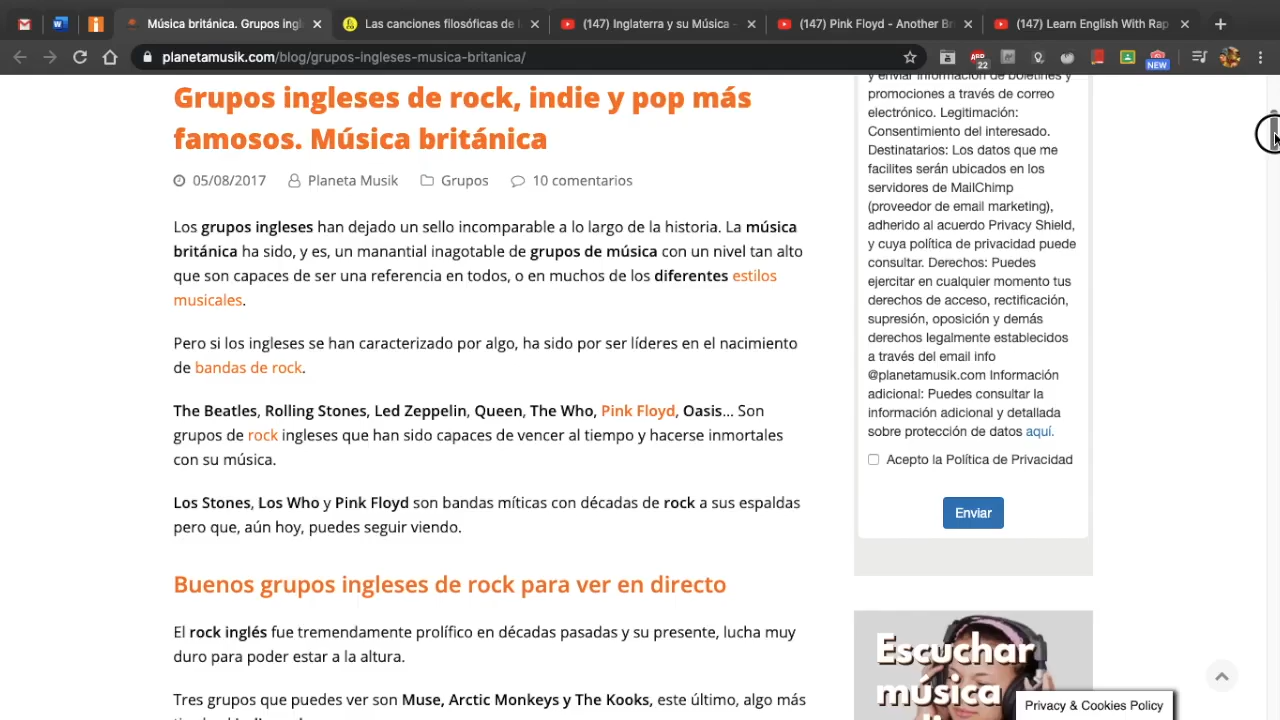 Música británica. Grupos ingl
Las canciones filosóficas de l
(147) Inglaterra y su Música -
(147) Pink Floyd - Another Br
(147) Learn English With Rap
planetamusik.com/blog/grupos-ingleses-musica-britanica/
22
NEW
Grupos ingleses de rock, indie y pop más
famosos. Música británica
05/08/2017 Planeta Musik Grupos 10 comentarios
Los grupos ingleses han dejado un sello incomparable a lo largo de la historia. La música
británica ha sido, y es, un manantial inagotable de grupos de música con un nivel tan alto
que son capaces de ser una referencia en todos, o en muchos de los diferentes estilos
musicales.
Pero si los ingleses se han caracterizado por algo, ha sido por ser líderes en el nacimiento
de bandas de rock.
The Beatles, Rolling Stones, Led Zeppelin, Queen, The Who, Pink Floyd, Oasis... Son
grupos de rock ingleses que han sido capaces de vencer al tiempo y hacerse inmortales
con su música.
Los Stones, Los Who y Pink Floyd son bandas míticas con décadas de rock a sus espaldas
pero que, aún hoy, puedes seguir viendo.
Buenos grupos ingleses de rock para ver en directo
El rock inglés fue tremendamente prolífico en décadas pasadas y su presente, lucha muy
duro para poder estar a la altura.
Tres grupos que puedes ver son Muse, Arctic Monkeys y The Kooks, este último, algo más
y enviar información de boletines y
promociones a través de correo
electrónico. Legitimación:
Consentimiento del interesado.
Destinatarios: Los datos que me
facilites serán ubicados en los
servidores de MailChimp
(proveedor de email marketing),
adherido al acuerdo Privacy Shield,
y cuya política de privacidad puede
consultar. Derechos: Puedes
ejercitar en cualquier momento tus
derechos de acceso, rectificación,
supresión, oposición y demás
derechos legalmente establecidos
a través del email info
@planetamusik.com Información
adicional: Puedes consultar la
información adicional y detallada
sobre protección de datos aquí.
Acepto la Política de Privacidad
Enviar
Escuchar
música
Privacy & Cookies Policy